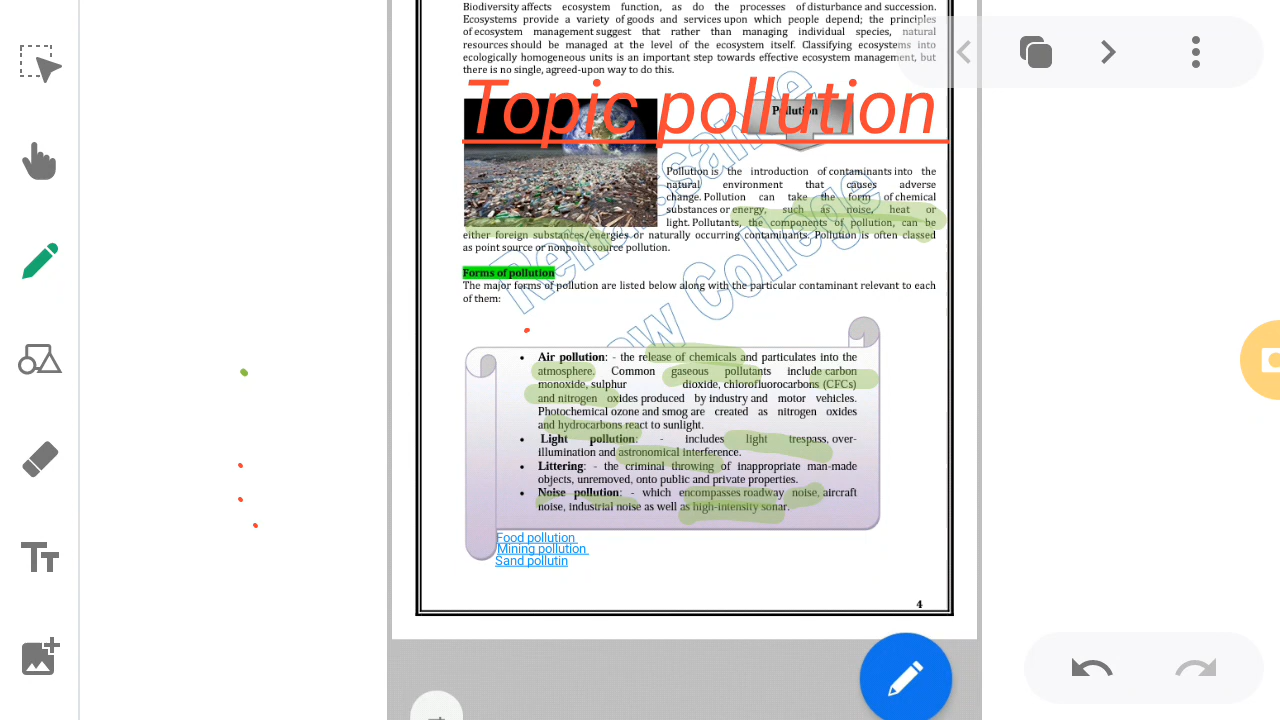 Biodiversity affects ecosystem function, as do the processes of disturbance and succession.
Ecosystems provide a variety of goods and services upon which people depend; the principles
of ecosystem management suggest that rather than managing individual species, natural
resources should be managed at the level of the ecosystem itself. Classifying ecosystems into
ecologically homogeneous units is an important step towards effective ecosystem management, but
there is no single, agreed-upon way to do this.
Topic pollution
Pollution
Pollution is the introduction of contaminants into the
natural environment that causes adverse
change. Pollution can take the form of chemical
substances or energy, such as noise, heat or
light. Pollutants, the components of pollution, can be
either foreign substances/energies or naturally occurring contaminants. Pollution is often classed
as point source or nonpoint source pollution.
Forms of pollution
The major forms of pollution are listed below along with the particular contaminant relevant to each
of them:
• Air pollution: - the release of chemicals and particulates into the
atmosphere. Common gaseous pollutants include carbon
monoxide, sulphur dioxide, chlorofluorocarbons (CFCs)
and nitrogen oxides produced by industry and motor vehicles.
Photochemical ozone and smog are created as nitrogen oxides
and hydrocarbons react to sunlight.
• Light pollution: - includes light trespass, over-
illumination and astronomical interference.
• Littering: - the criminal throwing of inappropriate man-made
objects, unremoved, onto public and private properties.
• Noise pollution: - which encompasses roadway noise, aircraft
noise, industrial noise as well as high-intensity sonar.
Food pollution
Mining pollution
Sand pollutin
4
Tт